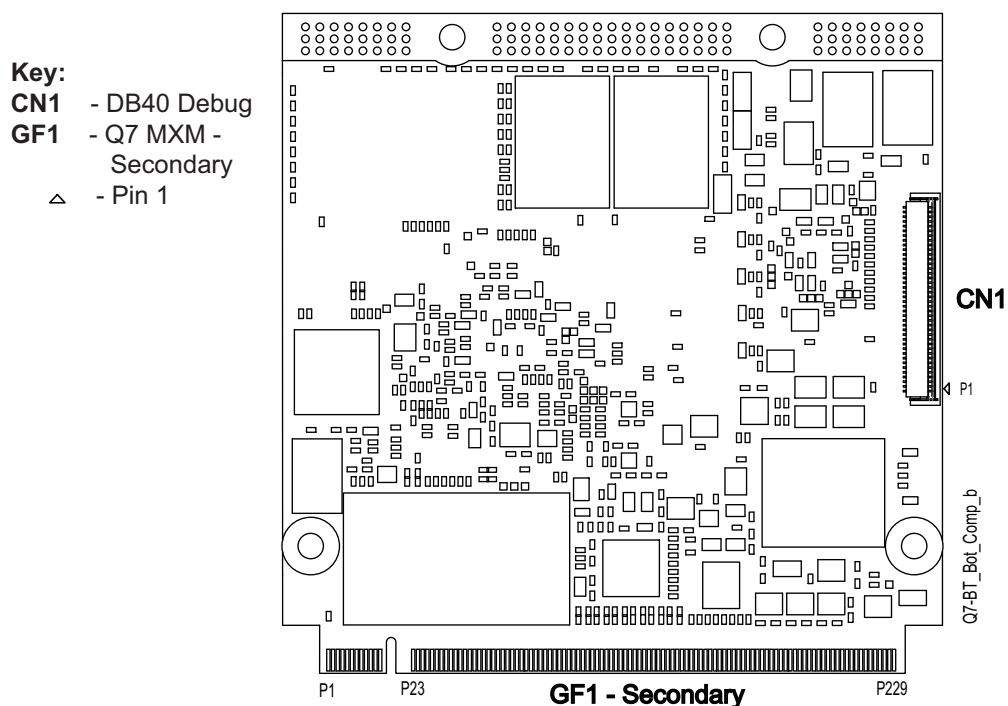 Key:
CN1 - DB40 Debug
GF1 - Q7 MXM -
Secondary
- Pin 1
CN1
P1
Q7-BT_Bot_Comp_b
P1
P23
GF1 - Secondary
P229